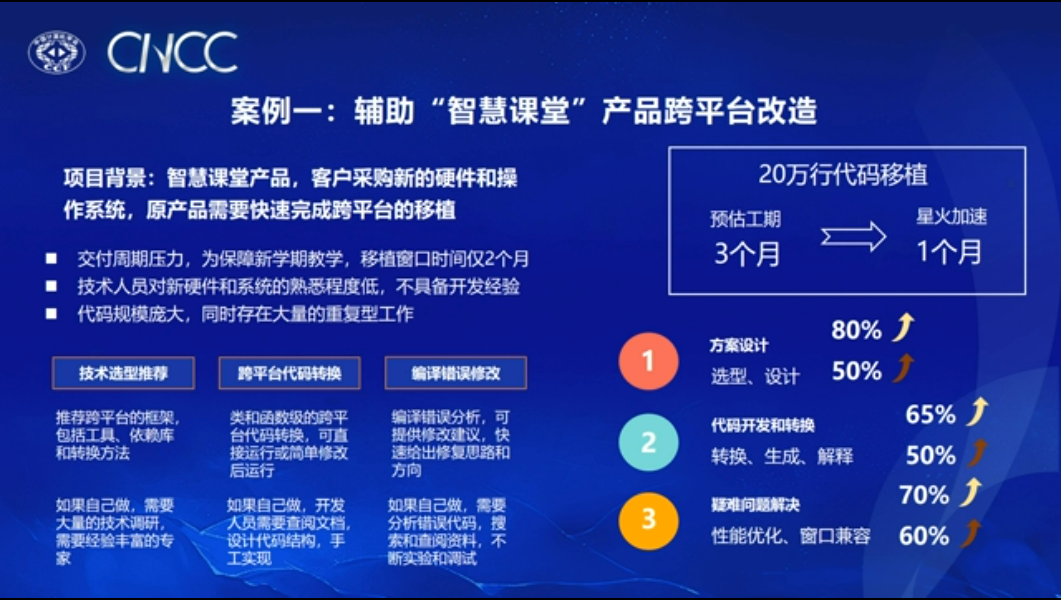 中国计算机学会
CCF
CNCC
案例一：辅助“智慧课堂”产品跨平台改造
项目背景：智慧课堂产品，客户采购新的硬件和操
作系统，原产品需要快速完成跨平台的移植
■ 交付周期压力，为保障新学期教学，移植窗口时间仅2个月
■ 技术人员对新硬件和系统的熟悉程度低，不具备开发经验
■ 代码规模庞大，同时存在大量的重复型工作
技术选型推荐
推荐跨平台的框架，
包括工具、依赖库
和转换方法
如果自己做，需要
大量的技术调研，
需要经验丰富的专
家
跨平台代码转换
类和函数级的跨平
台代码转换，可直
接运行或简单修改
后运行
如果自己做，开发
人员需要查阅文档，
设计代码结构，手
工实现
编译错误修改
编译错误分析，可
提供修改建议，快
速给出修复思路和
方向
如果自己做，需要
分析错误代码，搜
索和查阅资料，不
断实验和调试
20万行代码移植
预估工期
3个月
星火加速
1个月
1
方案设计
80%
选型、设计
50%
2
代码开发和转换
65%
转换、生成、解释
50%
3
疑难问题解决
70%
性能优化、窗口兼容
60%